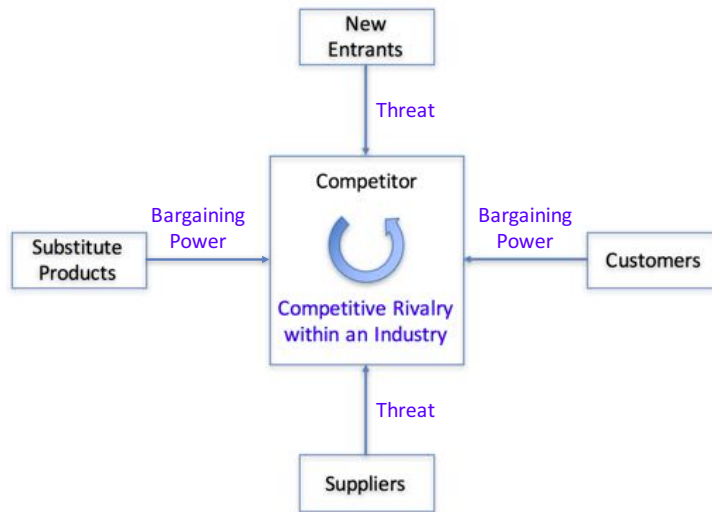 New
Entrants
Threat
Competitor
Bargaining
Power
Bargaining
Power
Substitute
Products
Customers
Competitive Rivalry
within an Industry
Threat
Suppliers